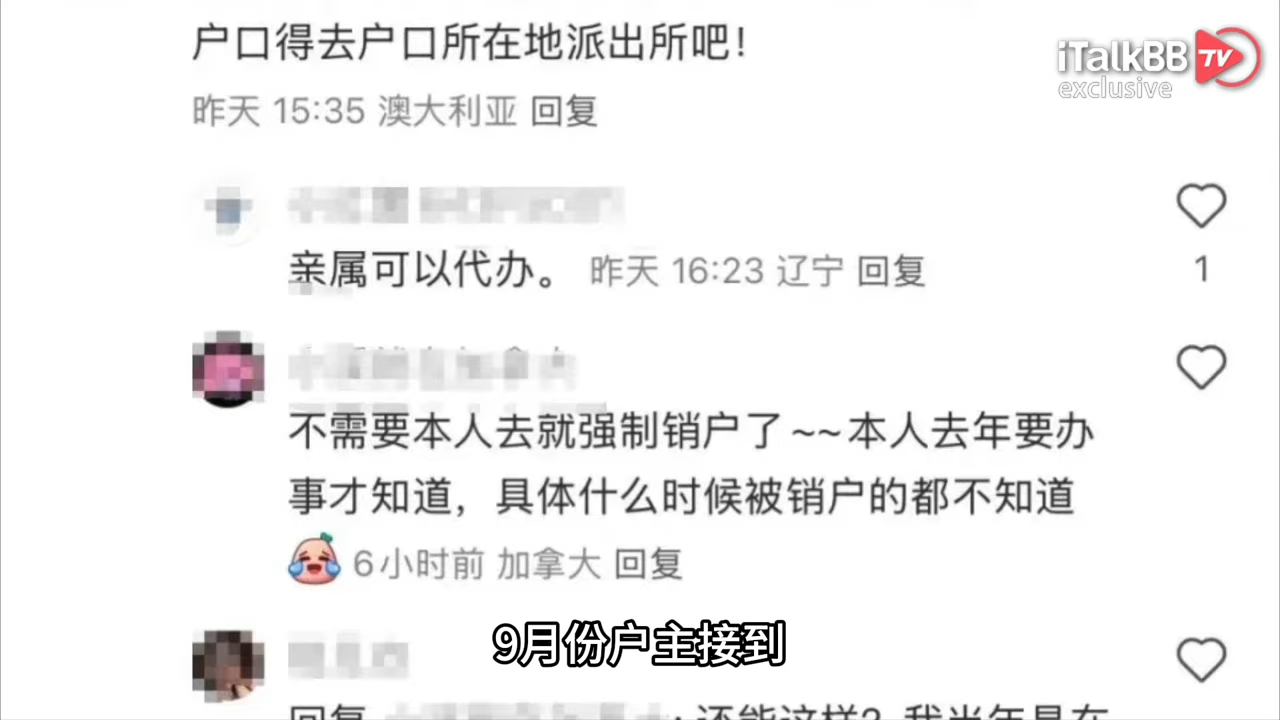 户口得去户口所在地派出所吧！
iTalkBB TV
exclusive
昨天 15:35 澳大利亚 回复
亲属可以代办。 昨天 16:23 辽宁 回复
1
不需要本人去就强制销户了~~本人去年要办
事才知道，具体什么时候被销户的都不知道
6小时前 加拿大 回复
9月份户主接到
回复
：还能这样？我当年是在